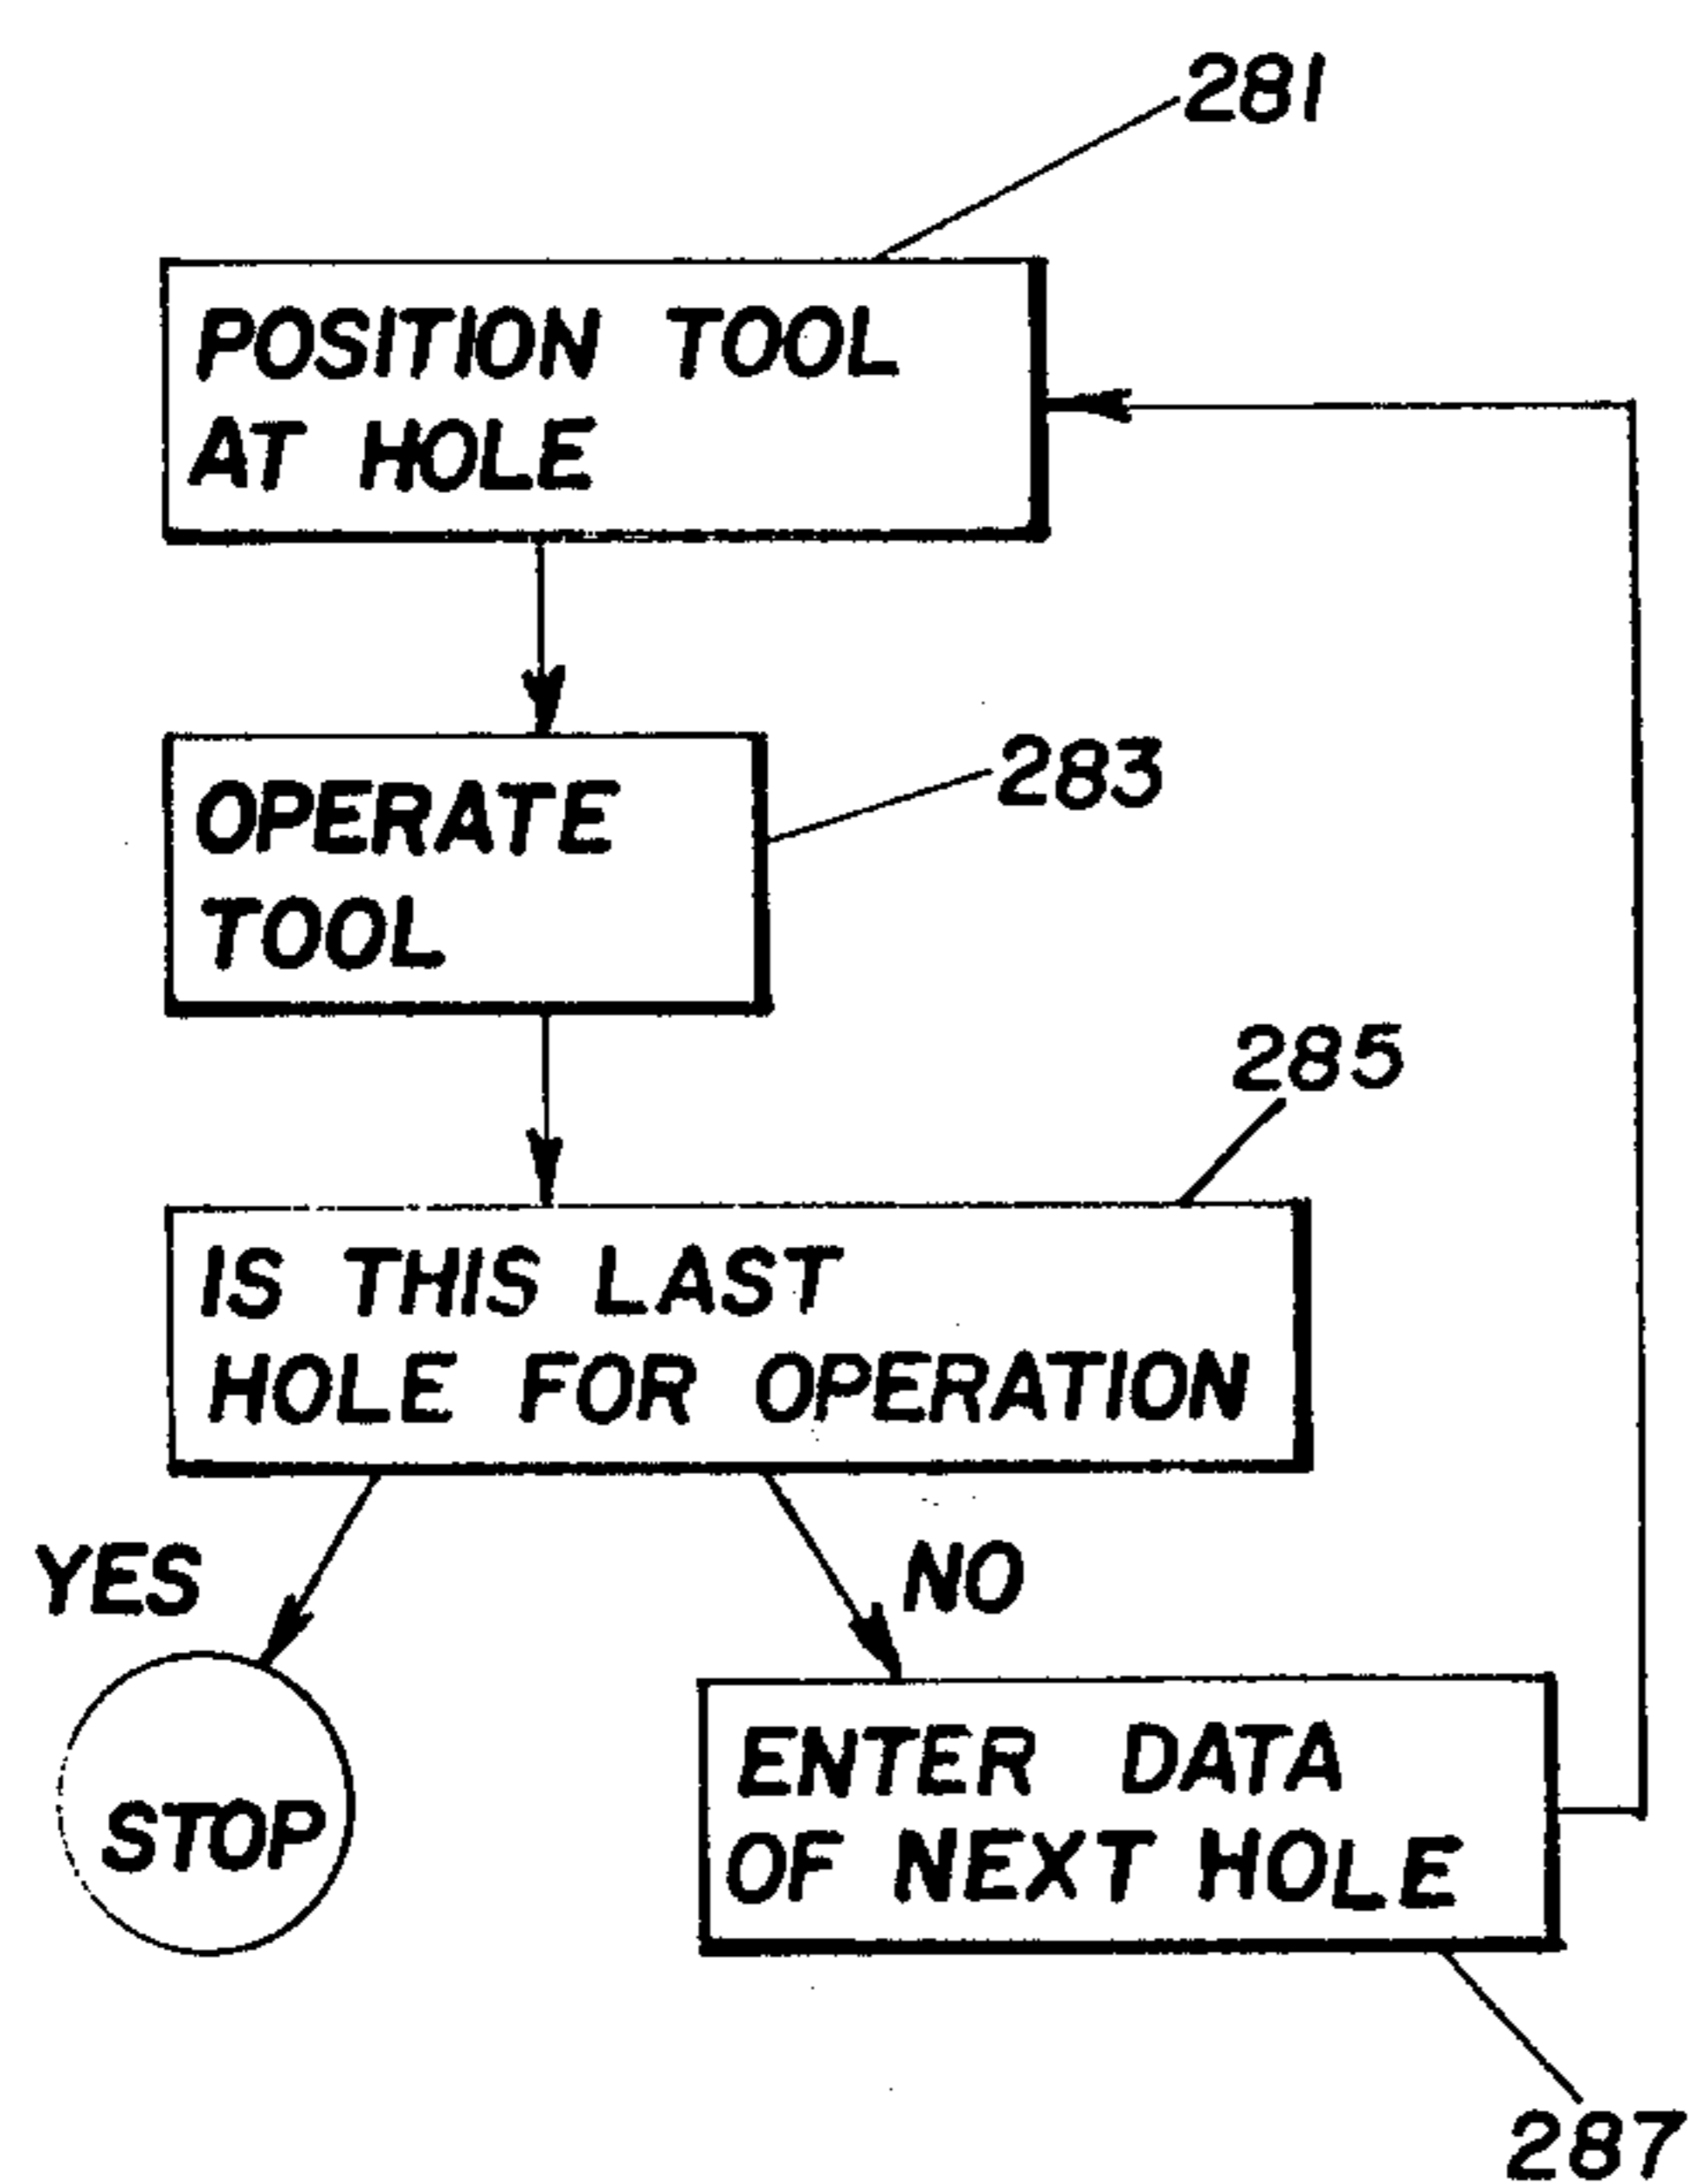 281
POSITION TOOL
AT HOLE
OPERATE
TOOL
283
285
IS THIS LAST
HOLE FOR OPERATION
YES
NO
STOP
ENTER DATA
OF NEXT HOLE
287